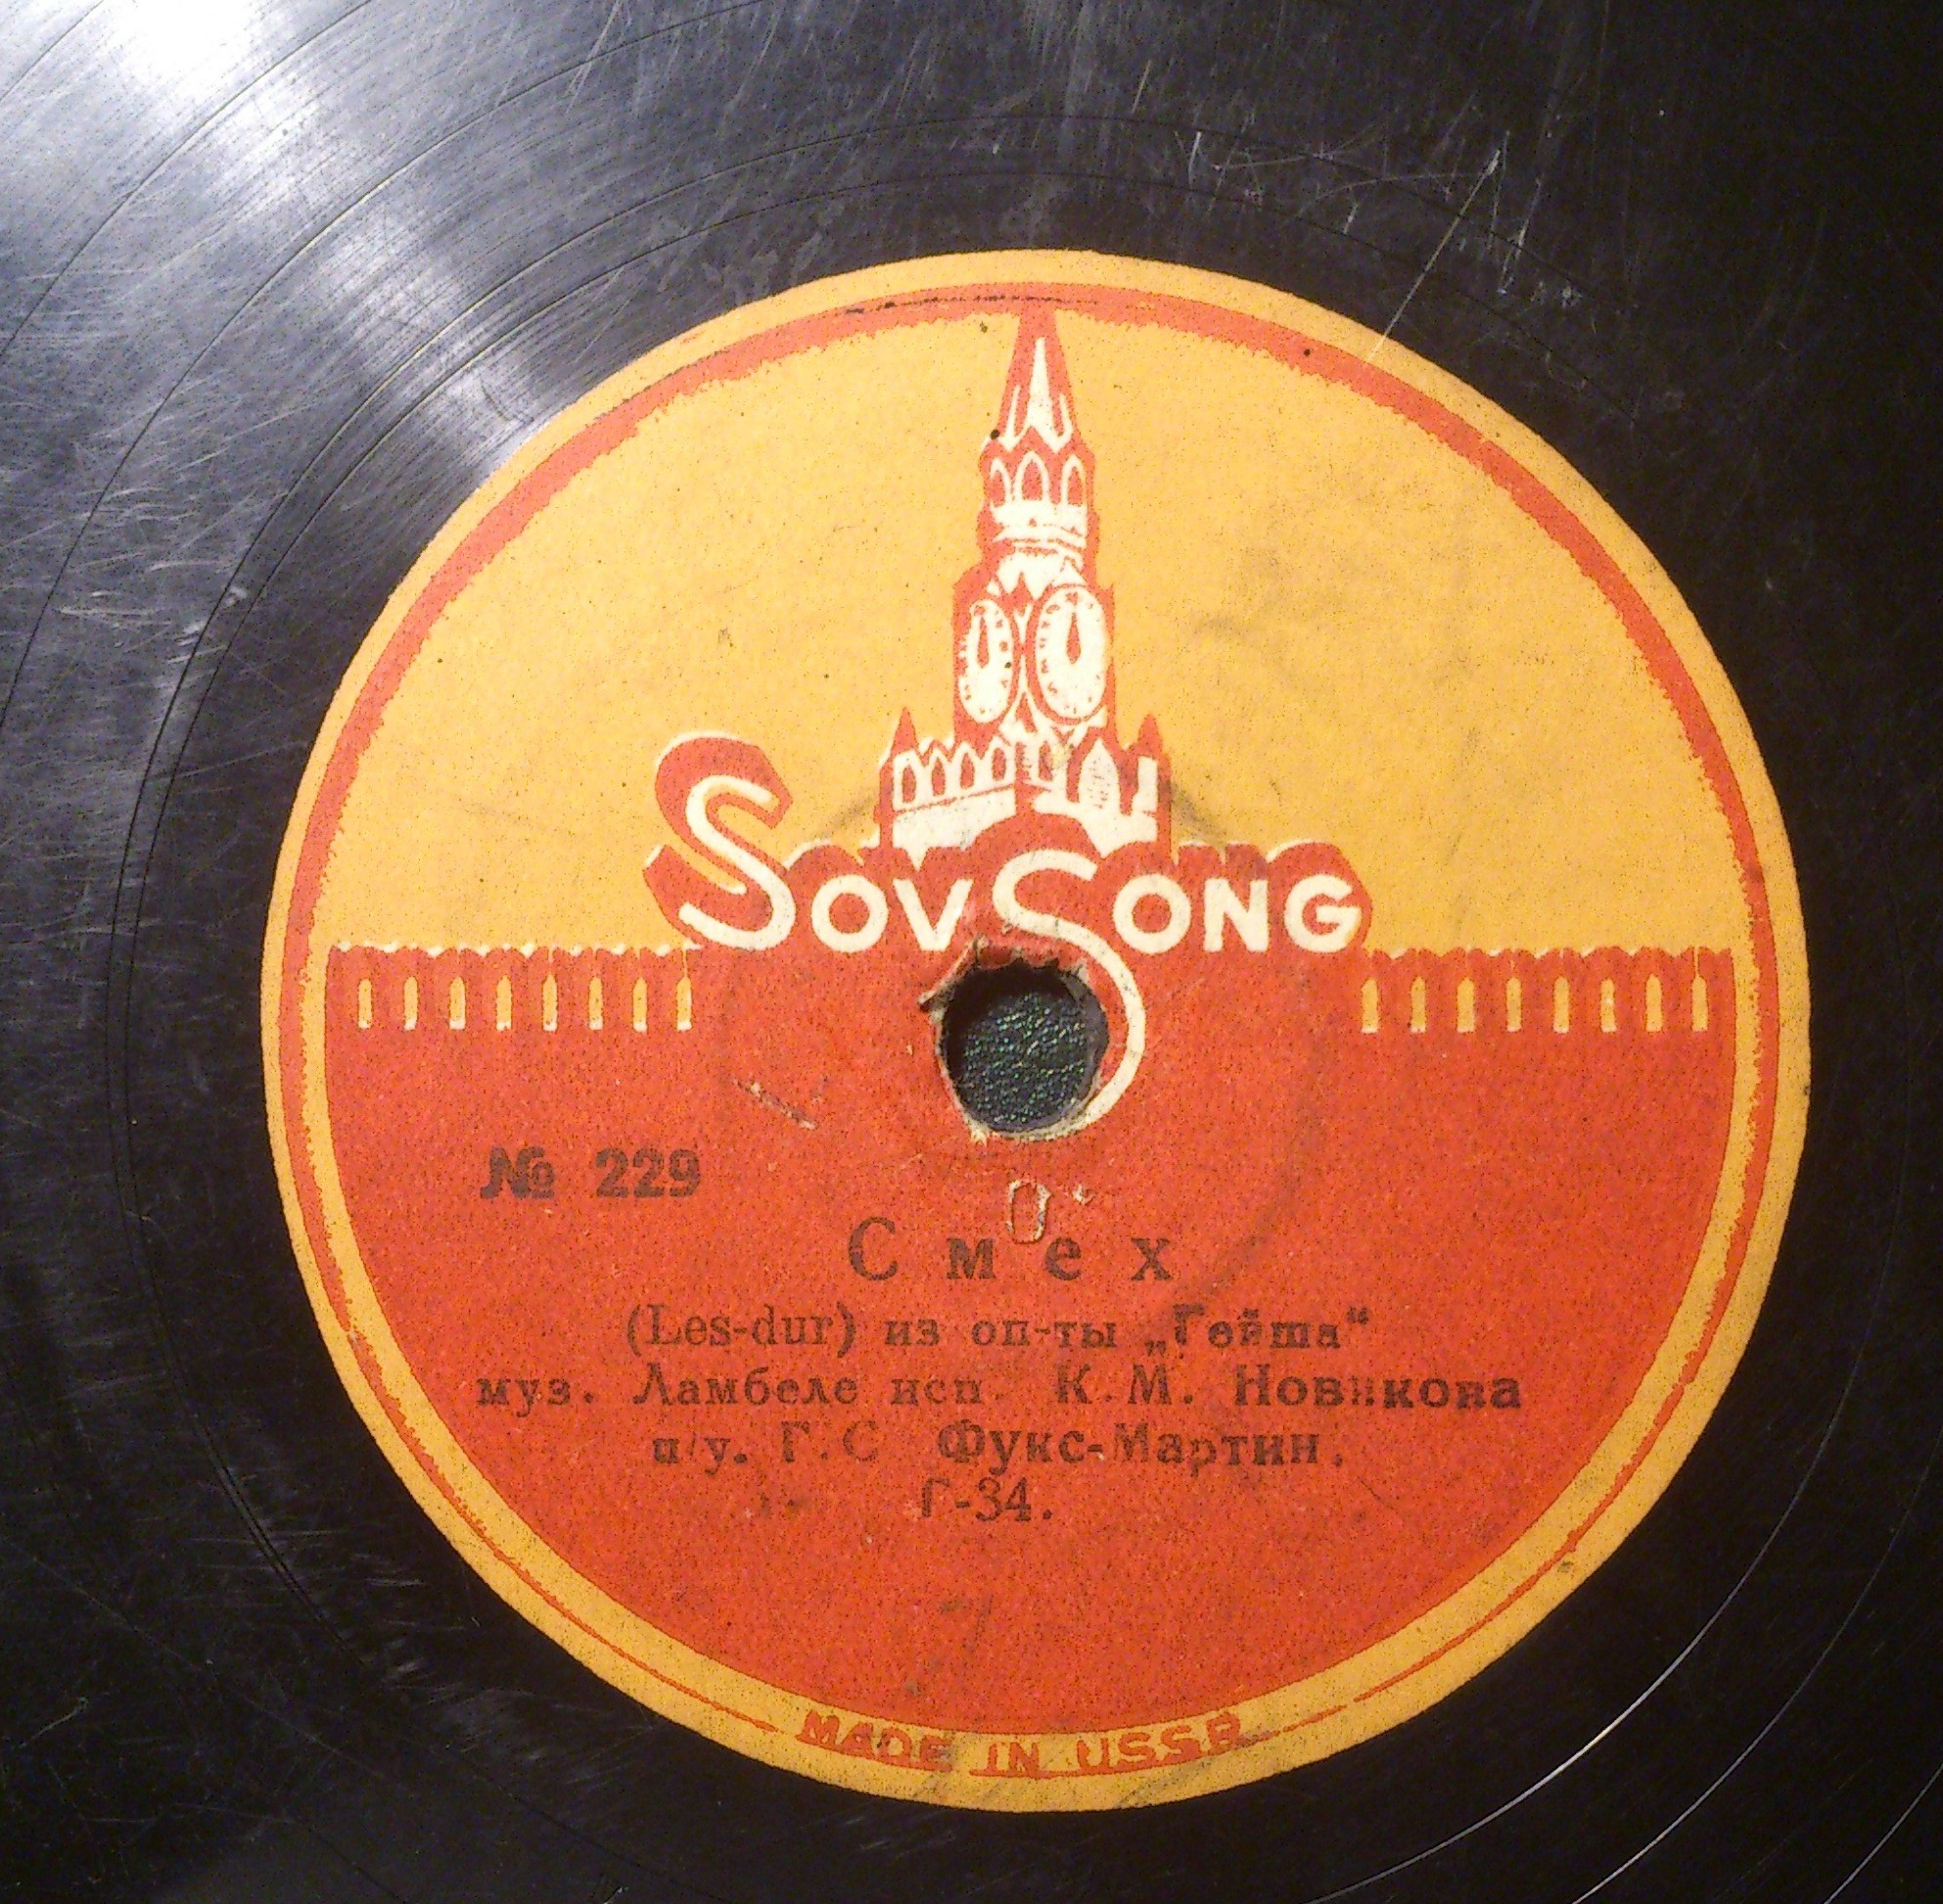 SOVSONG
№ 229
Смех
(Les-dur) из оп-ты „Гейша“
муз. Ламбеле исп. К. М. Новикова
п/у. Г. С Фукс-Мартин.
Г-34.
MADE IN USSR